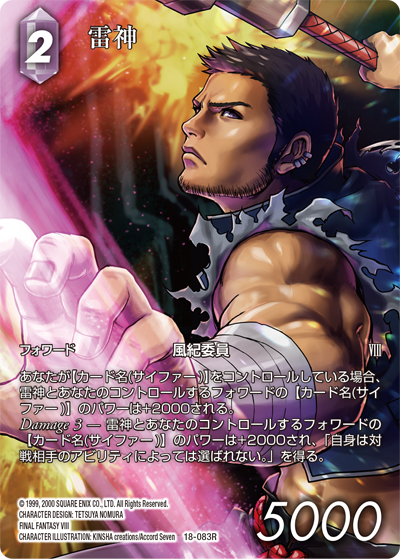 2
雷神
フォワード 風紀委員 VIII
あなたが【カード名(サイファー)】をコントロールしている場合、
雷神とあなたのコントロールするフォワードの【カード名(サイ
ファー)】のパワーは+2000される。
Damage 3 — 雷神とあなたのコントロールするフォワードの
【カード名(サイファー)】のパワーは+2000され、「自身は対
戦相手のアビリティによっては選ばれない。」を得る。
© 1999, 2000 SQUARE ENIX CO., LTD. All Rights Reserved.
CHARACTER DESIGN: TETSUYA NOMURA
FINAL FANTASY VIII
CHARACTER ILLUSTRATION: KINSHA creations/Accord Seven 18-083R
5000